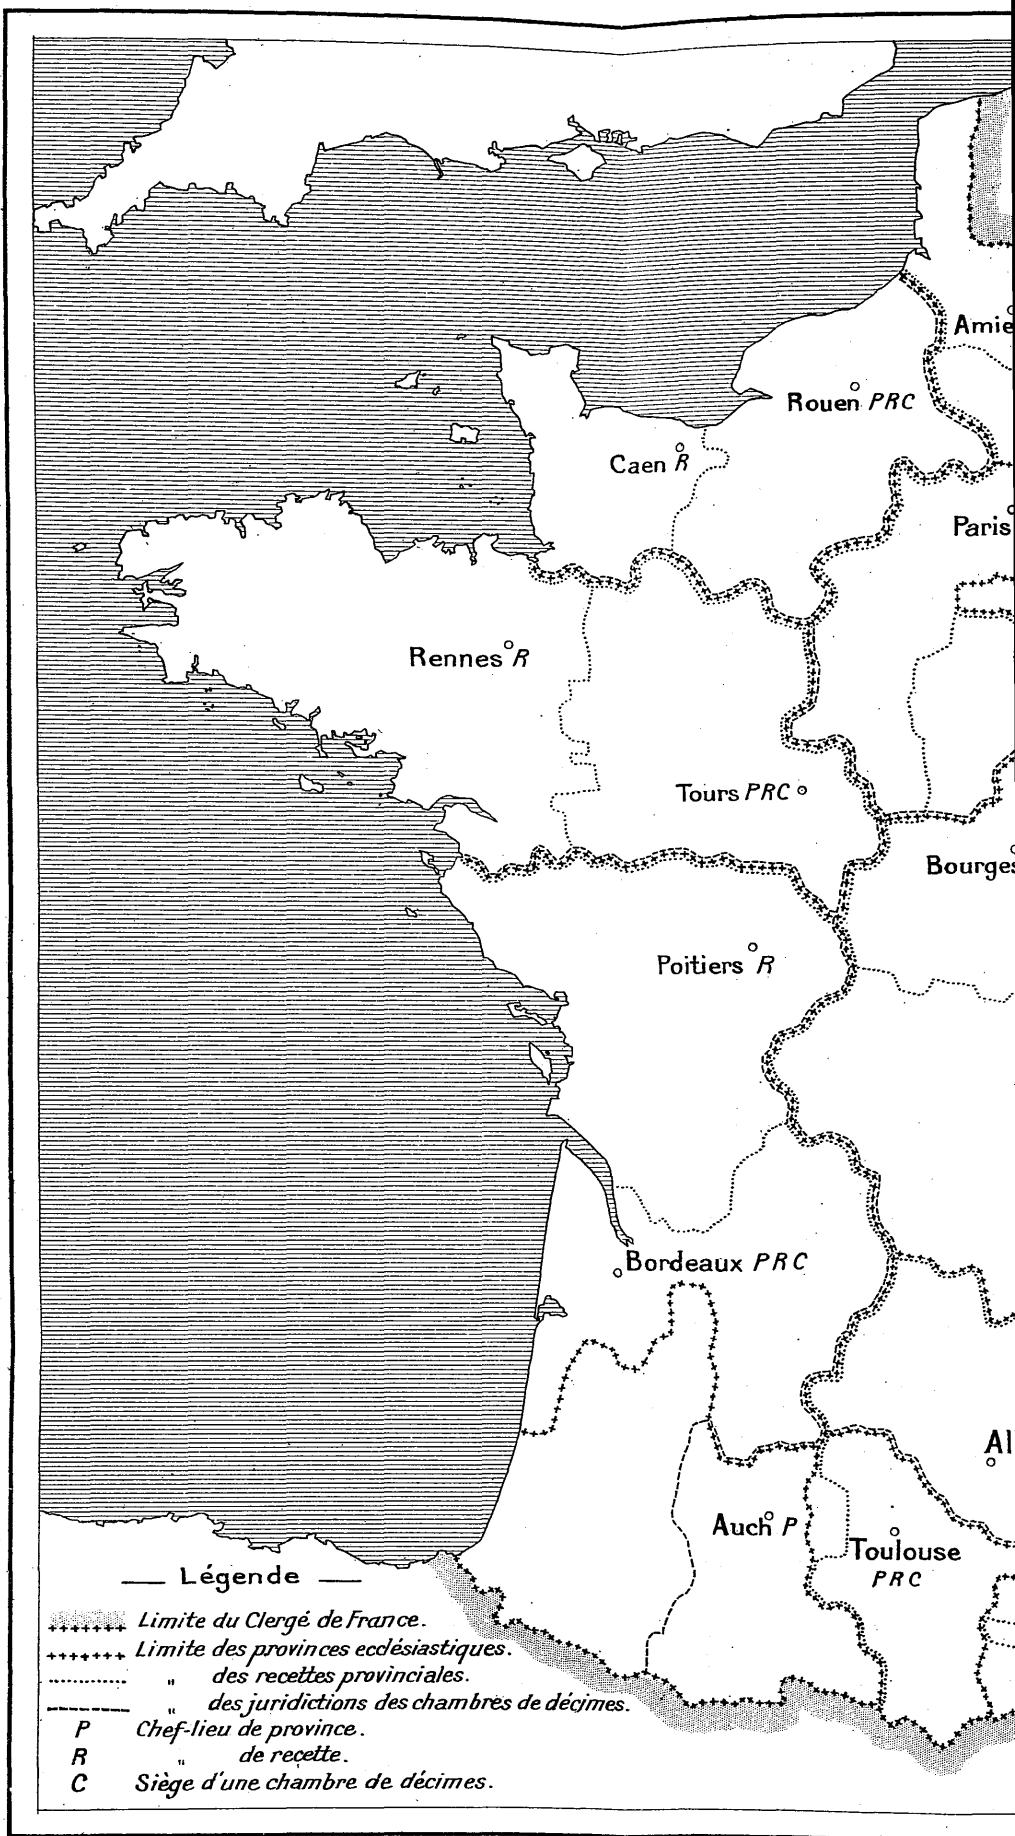 Amie
Rouen PRC
Caen R
Paris
Rennes R
Tours PRC
Bourges
Poitiers R
Bordeaux PRC
Al
Auch P
Toulouse
PRC
— Légende —
Limite du Clergé de France.
Limite des provinces ecclésiastiques.
" des recettes provinciales.
" des juridictions des chambres de décimes.
P Chef-lieu de province.
R " de recette.
C Siège d'une chambre de décimes.